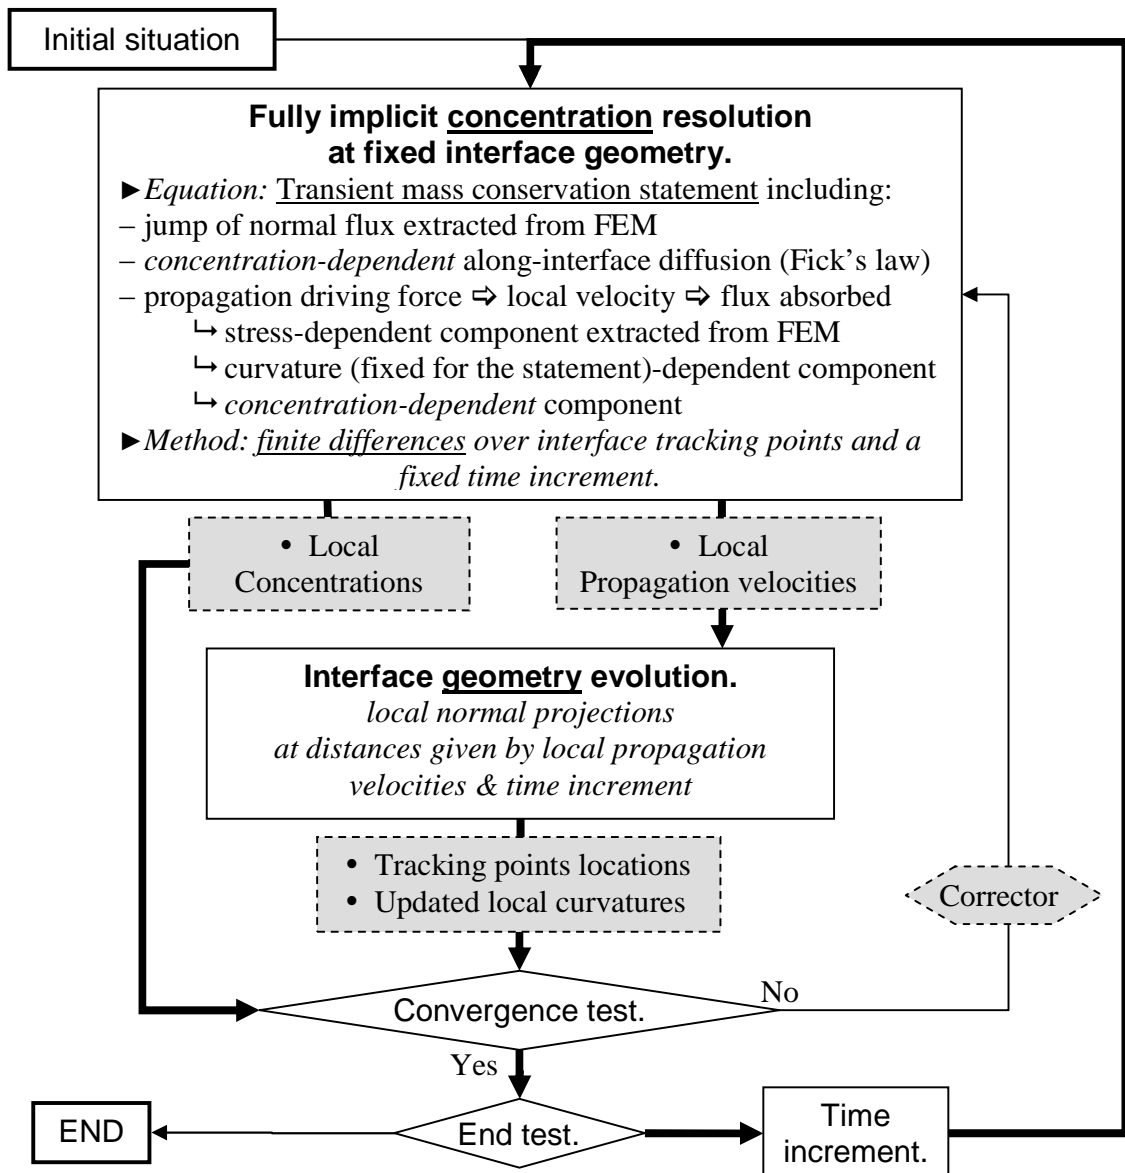 Initial situation
Fully implicit concentration resolution
at fixed interface geometry.
►Equation: Transient mass conservation statement including:
– jump of normal flux extracted from FEM
– concentration-dependent along-interface diffusion (Fick's law)
– propagation driving force ⇨ local velocity ⇨ flux absorbed
↳ stress-dependent component extracted from FEM
↳ curvature (fixed for the statement)-dependent component
↳ concentration-dependent component
►Method: finite differences over interface tracking points and a
fixed time increment.
• Local
Concentrations
• Local
Propagation velocities
Interface geometry evolution.
local normal projections
at distances given by local propagation
velocities & time increment
• Tracking points locations
• Updated local curvatures
Corrector
Convergence test.
No
Yes
END
End test.
Time
increment.